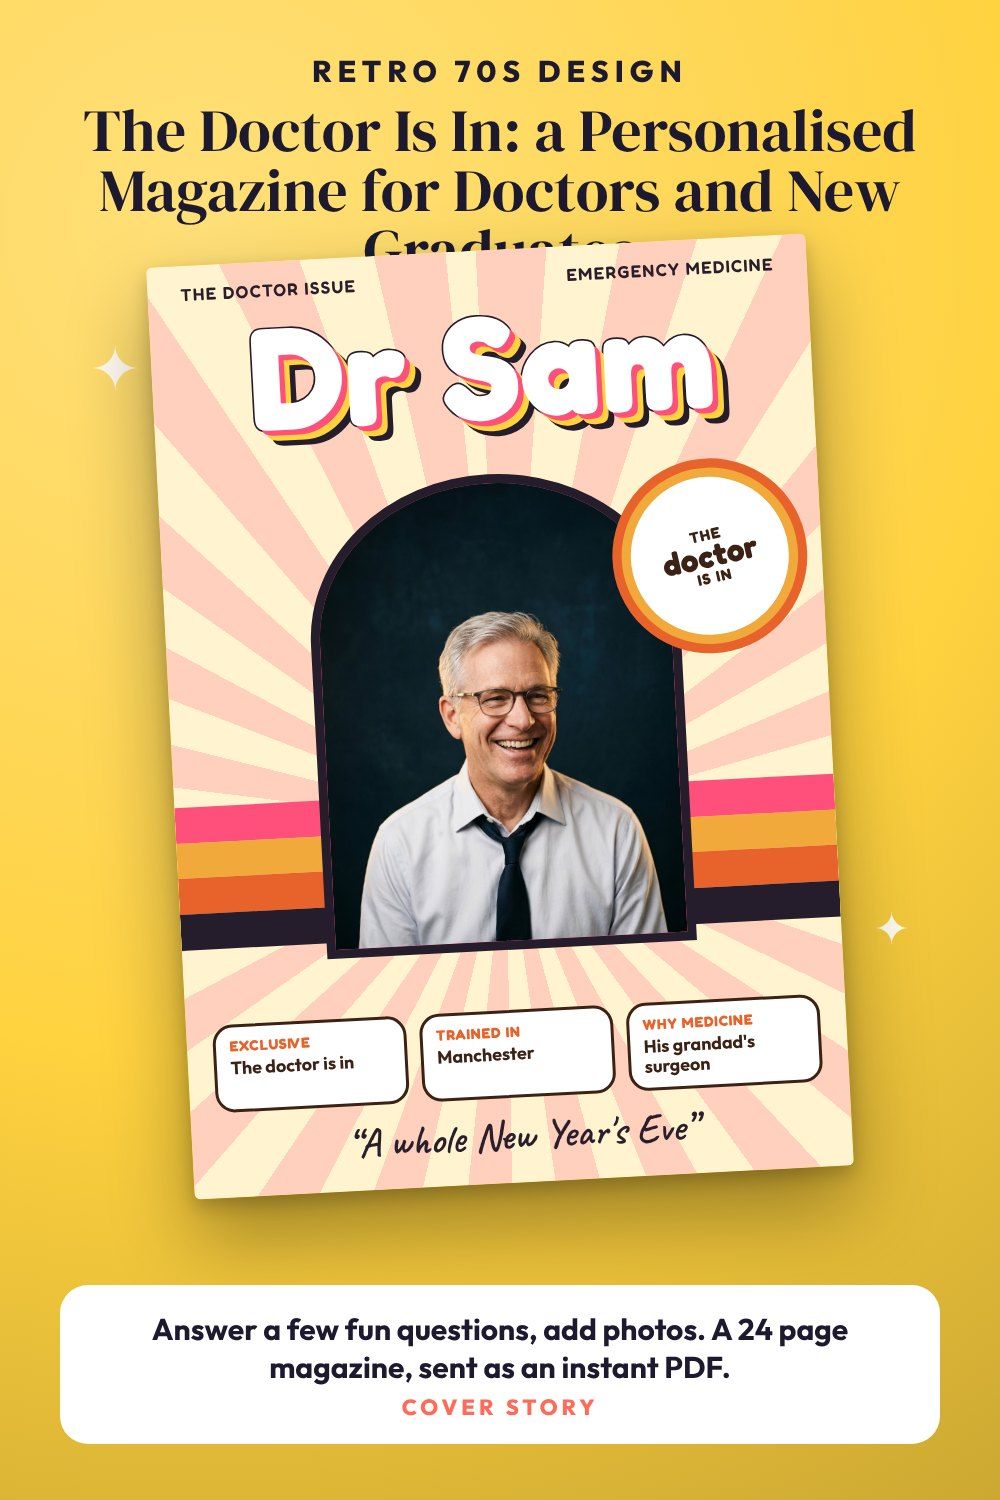 RETRO 70S DESIGN
The Doctor Is In: a Personalised
Magazine for Doctors and New
THE DOCTOR ISSUE
EMERGENCY MEDICINE
Dr Sam
THE
doctor
IS IN
EXCLUSIVE
The doctor is in
TRAINED IN
Manchester
WHY MEDICINE
His grandad's
surgeon
“A whole New Year's Eve”
Answer a few fun questions, add photos. A 24 page
magazine, sent as an instant PDF.
COVER STORY